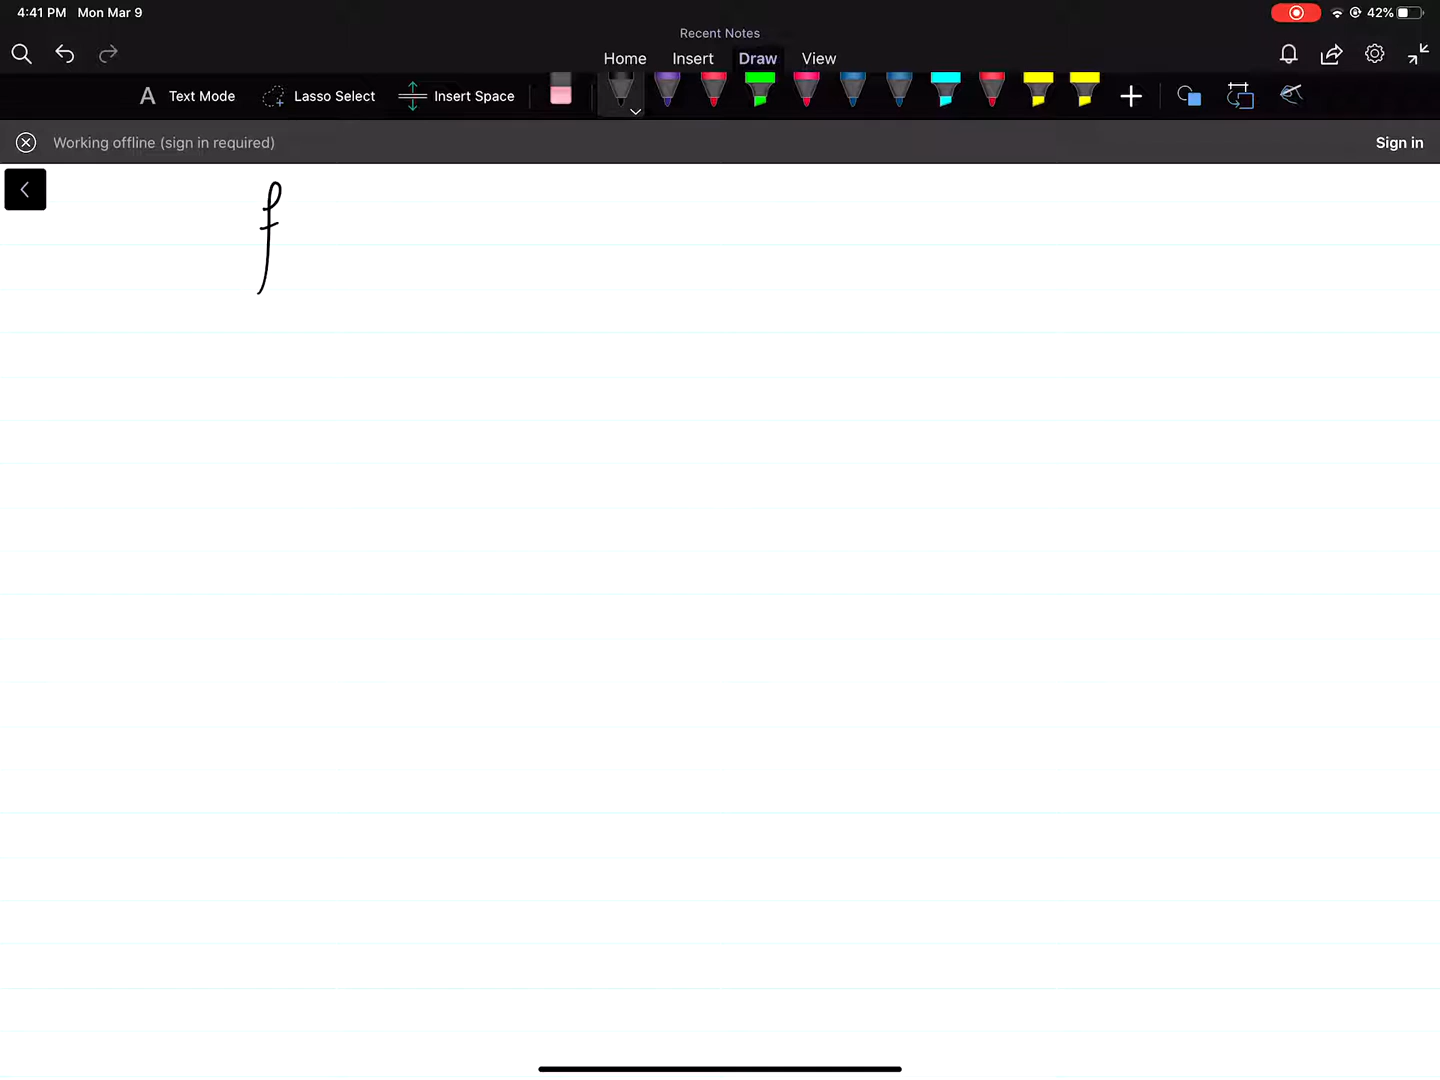 4:41 PM Mon Mar 9 42%
Recent Notes
Home Insert Draw View
A Text Mode Lasso Select Insert Space
Working offline (sign in required) Sign in
f